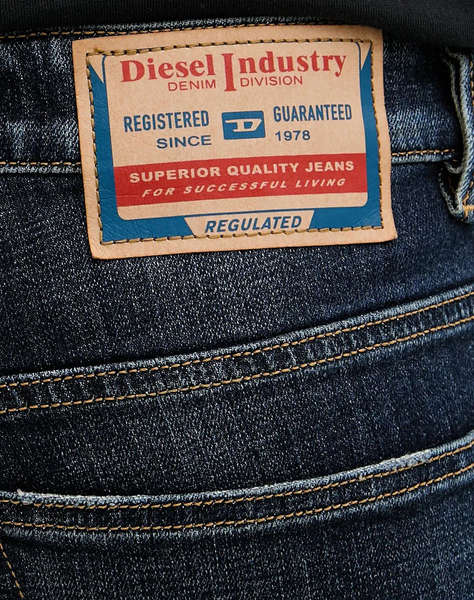 Diesel Industry
DENIM DIVISION
REGISTERED D GUARANTEED
SINCE 1978
SUPERIOR QUALITY JEANS
FOR SUCCESSFUL LIVING
REGULATED